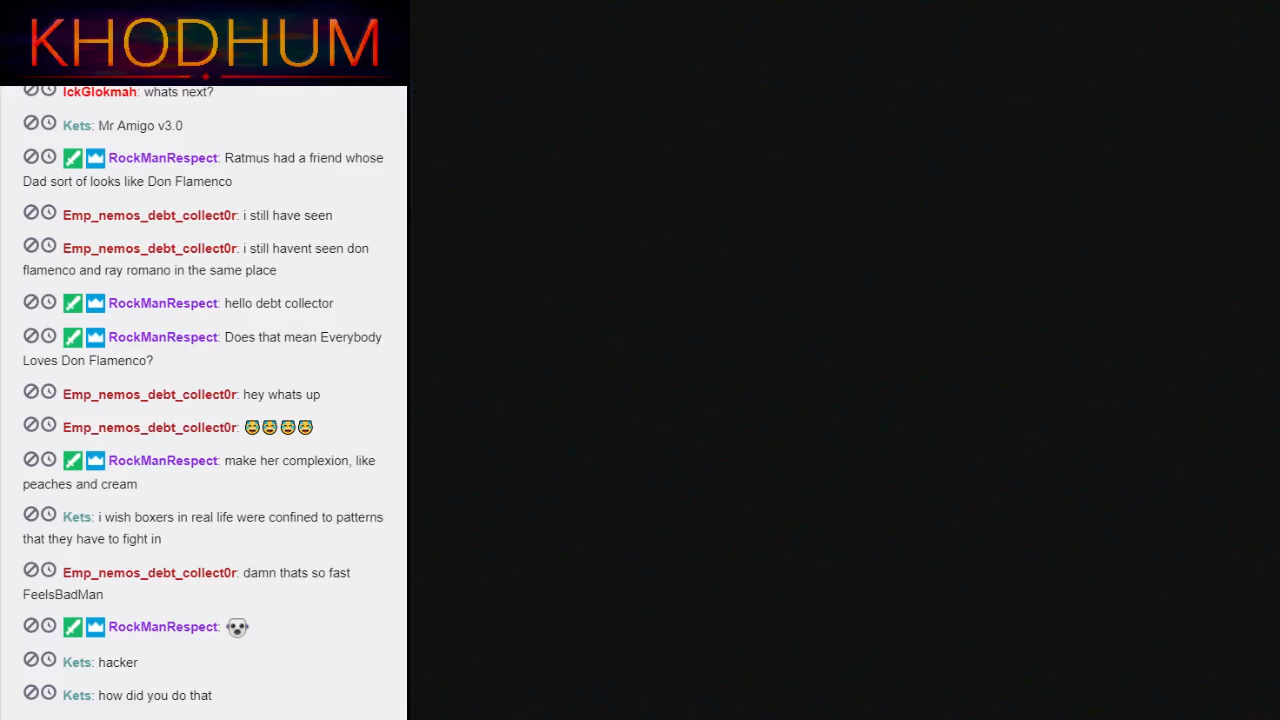 KHODHUM
IckGlokmah: whats next?
Kets: Mr Amigo v3.0
RockManRespect: Ratmus had a friend whose
Dad sort of looks like Don Flamenco
Emp_nemos_debt_collect0r: i still have seen
Emp_nemos_debt_collect0r: i still havent seen don
flamenco and ray romano in the same place
RockManRespect: hello debt collector
RockManRespect: Does that mean Everybody
Loves Don Flamenco?
Emp_nemos_debt_collect0r: hey whats up
Emp_nemos_debt_collect0r:
RockManRespect: make her complexion, like
peaches and cream
Kets: i wish boxers in real life were confined to patterns
that they have to fight in
Emp_nemos_debt_collect0r: damn thats so fast
FeelsBadMan
RockManRespect:
Kets: hacker
Kets: how did you do that